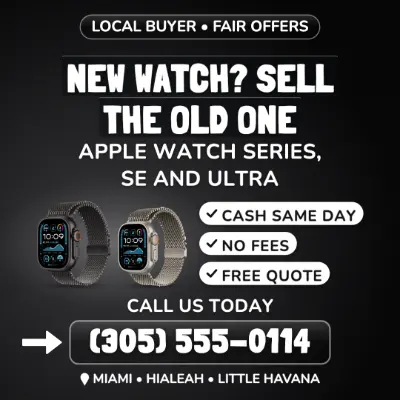 LOCAL BUYER • FAIR OFFERS
NEW WATCH? SELL
THE OLD ONE
APPLE WATCH SERIES,
SE AND ULTRA
CASH SAME DAY
NO FEES
FREE QUOTE
CALL US TODAY
(305) 555-0114
MIAMI • HIALEAH • LITTLE HAVANA